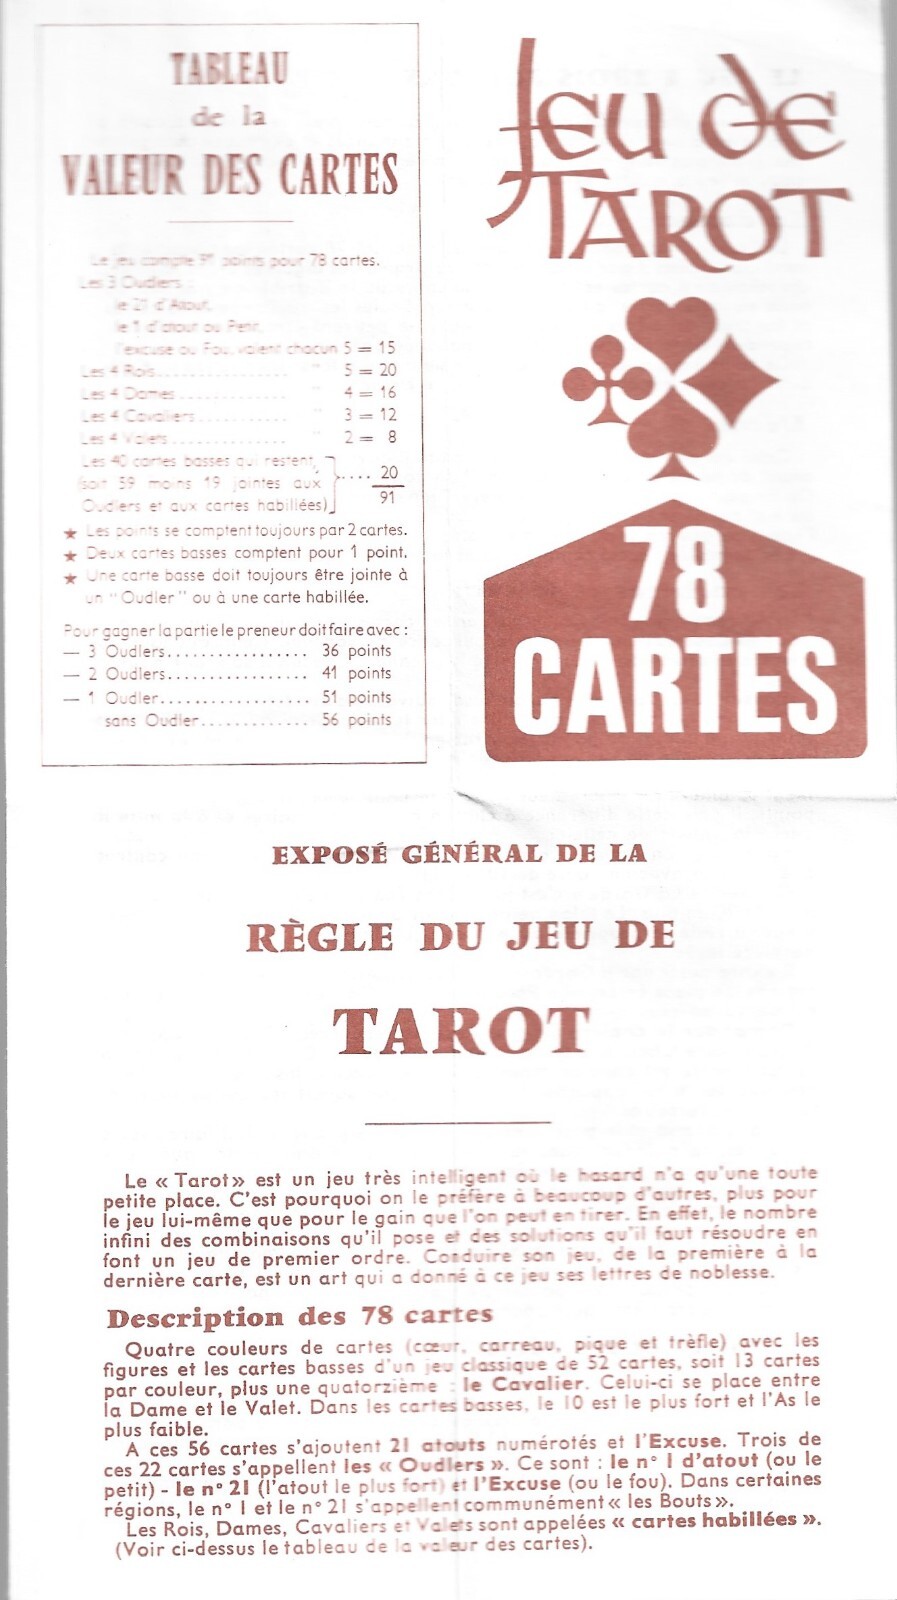 TABLEAU
de la
VALEUR DES CARTES
Le jeu compte 91 points pour 78 cartes.
Les 3 Oudlers :
le 21 d'Atout,
le 1 d'atout ou Petit,
l'excuse ou Fou, valent chacun 5 = 15
Les 4 Rois................ " 5 = 20
Les 4 Dames............. " 4 = 16
Les 4 Cavaliers.......... " 3 = 12
Les 4 Valets............. " 2 = 8
Les 40 cartes basses qui restent,
(soit 59 moins 19 jointes aux .... 20
Oudlers et aux cartes habillées) 91
★ Les points se comptent toujours par 2 cartes.
★ Deux cartes basses comptent pour 1 point.
★ Une carte basse doit toujours être jointe à
un "Oudler" ou à une carte habillée.
Pour gagner la partie le preneur doit faire avec :
— 3 Oudlers................. 36 points
— 2 Oudlers................. 41 points
— 1 Oudler.................. 51 points
sans Oudler............. 56 points
Jeu de
Tarot
78
CARTES
EXPOSÉ GÉNÉRAL DE LA
RÈGLE DU JEU DE
TAROT
Le « Tarot » est un jeu très intelligent où le hasard n'a qu'une toute
petite place. C'est pourquoi on le préfère à beaucoup d'autres, plus pour
le jeu lui-même que pour le gain que l'on peut en tirer. En effet, le nombre
infini des combinaisons qu'il pose et des solutions qu'il faut résoudre en
font un jeu de premier ordre. Conduire son jeu, de la première à la
dernière carte, est un art qui a donné à ce jeu ses lettres de noblesse.
Description des 78 cartes
Quatre couleurs de cartes (cœur, carreau, pique et trèfle) avec les
figures et les cartes basses d'un jeu classique de 52 cartes, soit 13 cartes
par couleur, plus une quatorzième : le Cavalier. Celui-ci se place entre
la Dame et le Valet. Dans les cartes basses, le 10 est le plus fort et l'As le
plus faible.
A ces 56 cartes s'ajoutent 21 atouts numérotés et l'Excuse. Trois de
ces 22 cartes s'appellent les « Oudlers ». Ce sont : le n° 1 d'atout (ou le
petit) - le n° 21 (l'atout le plus fort) et l'Excuse (ou le fou). Dans certaines
régions, le n° 1 et le n° 21 s'appellent communément « les Bouts ».
Les Rois, Dames, Cavaliers et Valets sont appelées « cartes habillées ».
(Voir ci-dessus le tableau de la valeur des cartes).